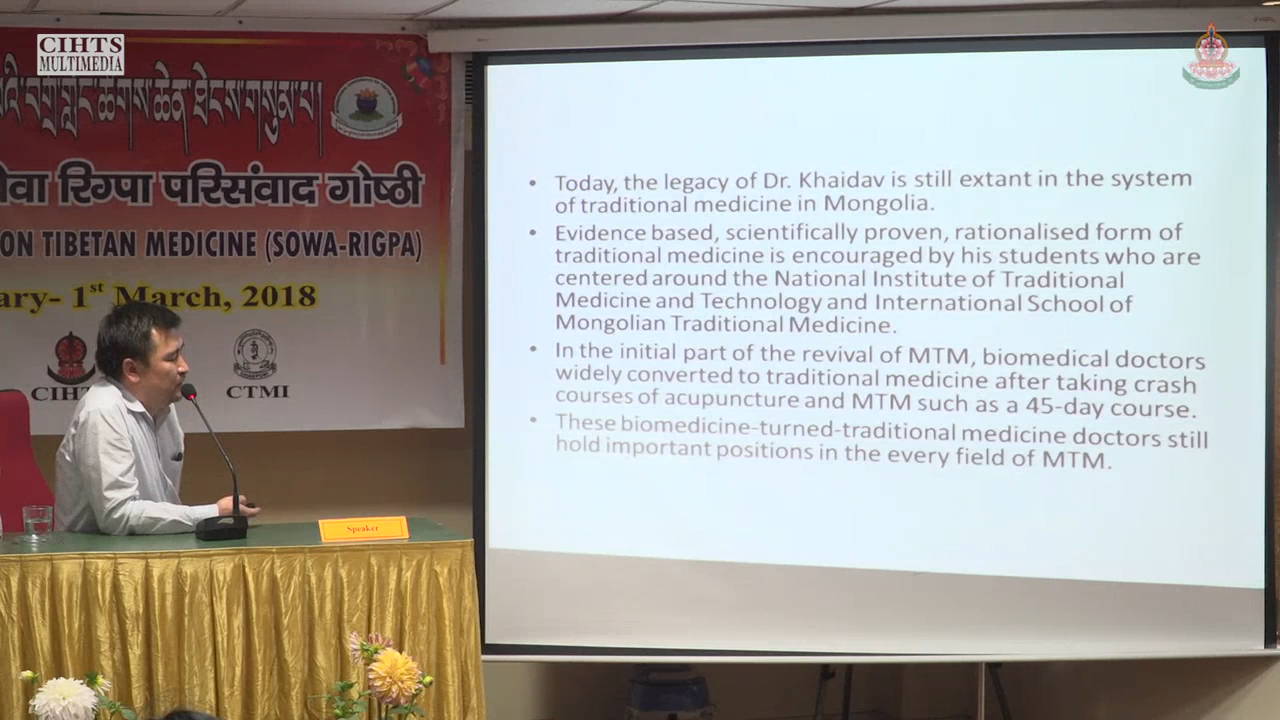 CIHTS
MULTIMEDIA
སོवा रिग्पा परिसंवाद गोष्ठी
ON TIBETAN MEDICINE (SOWA-RIGPA)
1st March, 2018
CTMI
Speaker
• Today, the legacy of Dr. Khaidav is still extant in the system
of traditional medicine in Mongolia.
• Evidence based, scientifically proven, rationalised form of
traditional medicine is encouraged by his students who are
centered around the National Institute of Traditional
Medicine and Technology and International School of
Mongolian Traditional Medicine.
• In the initial part of the revival of MTM, biomedical doctors
widely converted to traditional medicine after taking crash
courses of acupuncture and MTM such as a 45-day course.
• These biomedicine-turned-traditional medicine doctors still
hold important positions in the every field of MTM.